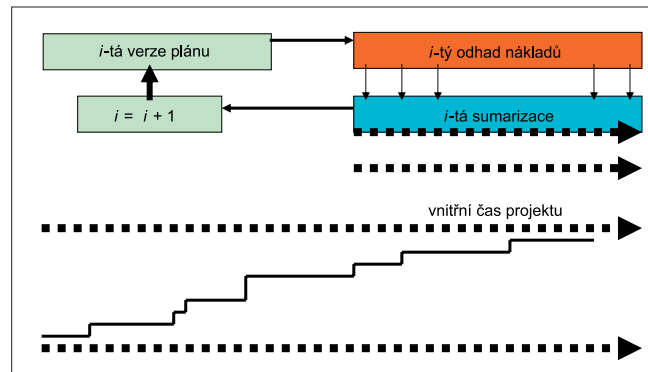 i-tá verze plánu
i-tý odhad nákladů
i = i + 1
i-tá sumarizace
vnitřní čas projektu